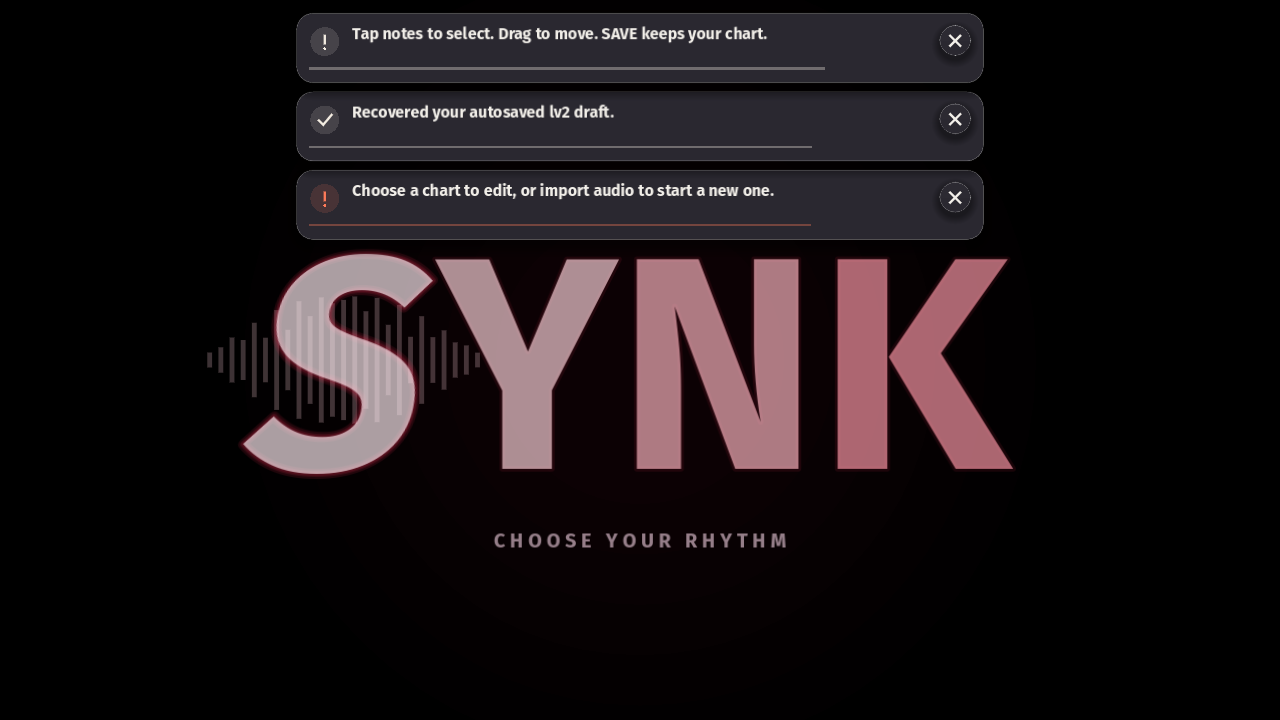 Tap notes to select. Drag to move. SAVE keeps your chart.
Recovered your autosaved lv2 draft.
Choose a chart to edit, or import audio to start a new one.
SYNK
CHOOSE YOUR RHYTHM